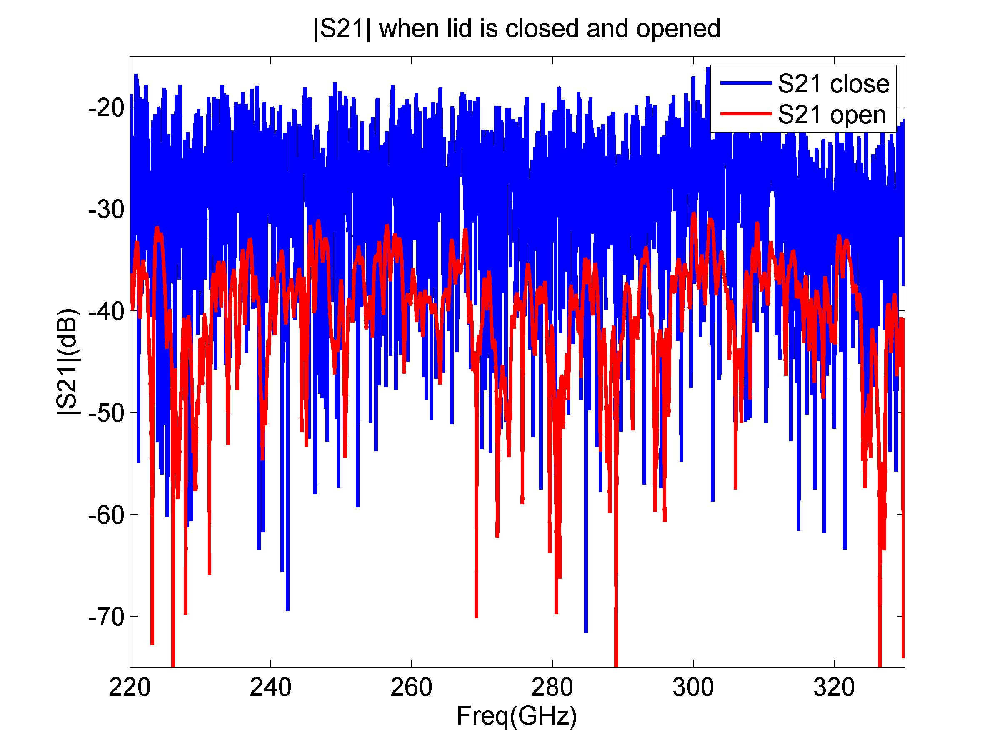 |S21| when lid is closed and opened
S21 close
S21 open
-20
-30
-40
-50
-60
-70
|S21|(dB)
220 240 260 280 300 320
Freq(GHz)